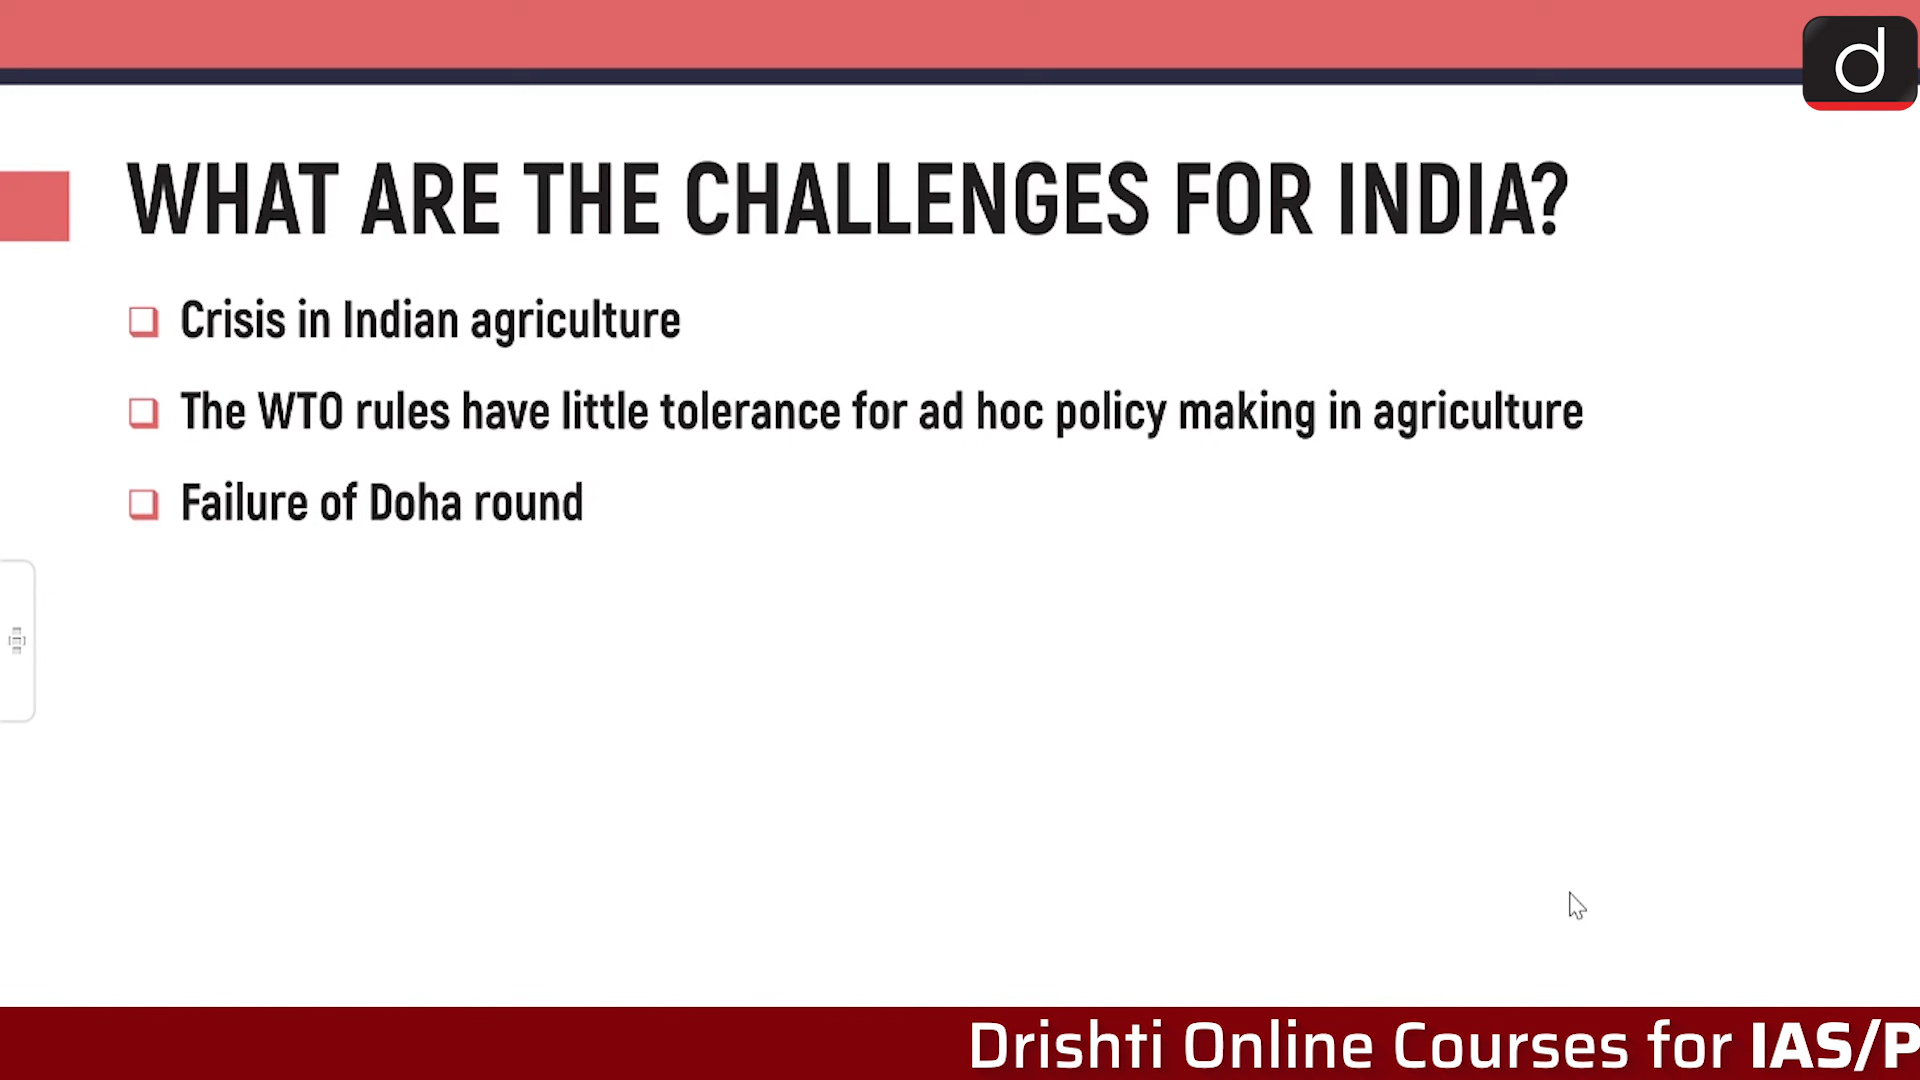 d
WHAT ARE THE CHALLENGES FOR INDIA?
Crisis in Indian agriculture
The WTO rules have little tolerance for ad hoc policy making in agriculture
Failure of Doha round
Drishti Online Courses for IAS/P